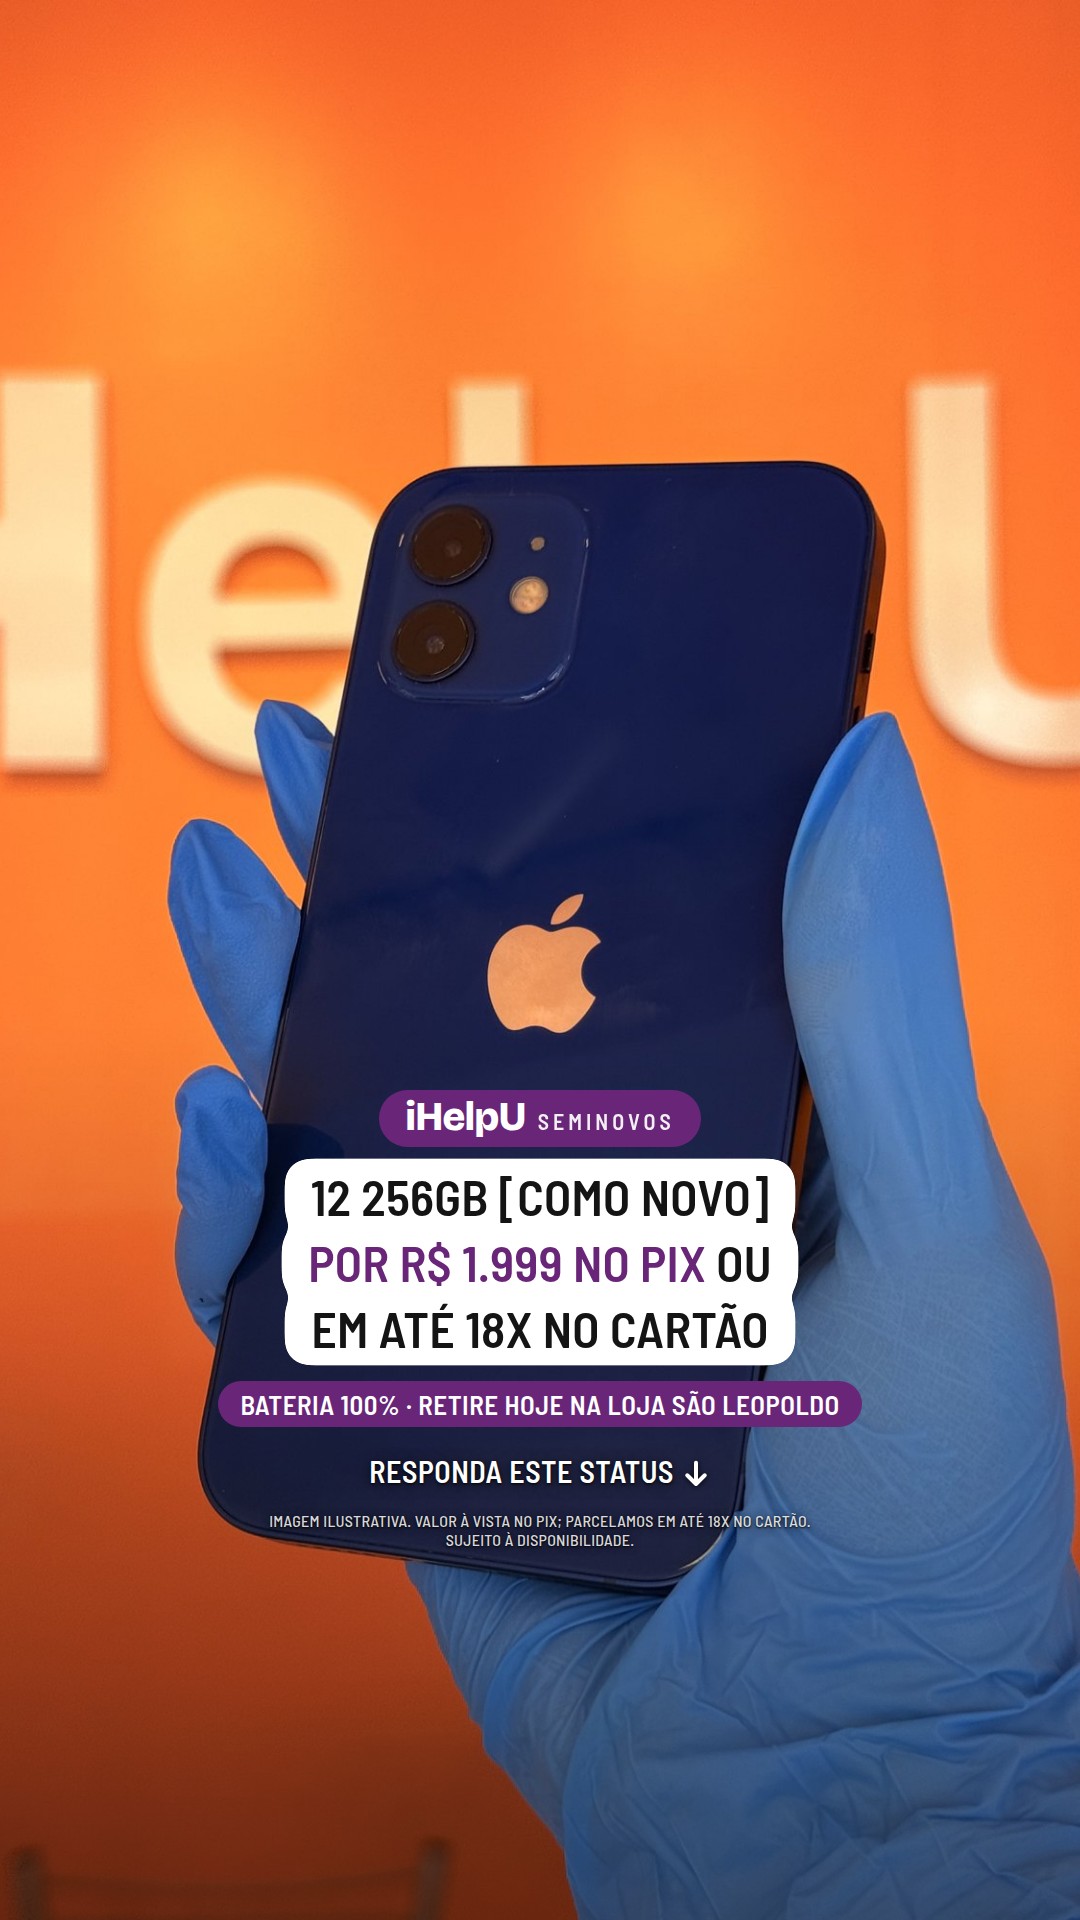 Help U
iHelpU SEMINOVOS
12 256GB [COMO NOVO]
POR R$ 1.999 NO PIX OU
EM ATÉ 18X NO CARTÃO
BATERIA 100% · RETIRE HOJE NA LOJA SÃO LEOPOLDO
RESPONDA ESTE STATUS ↓
IMAGEM ILUSTRATIVA. VALOR À VISTA NO PIX; PARCELAMOS EM ATÉ 18X NO CARTÃO.
SUJEITO À DISPONIBILIDADE.